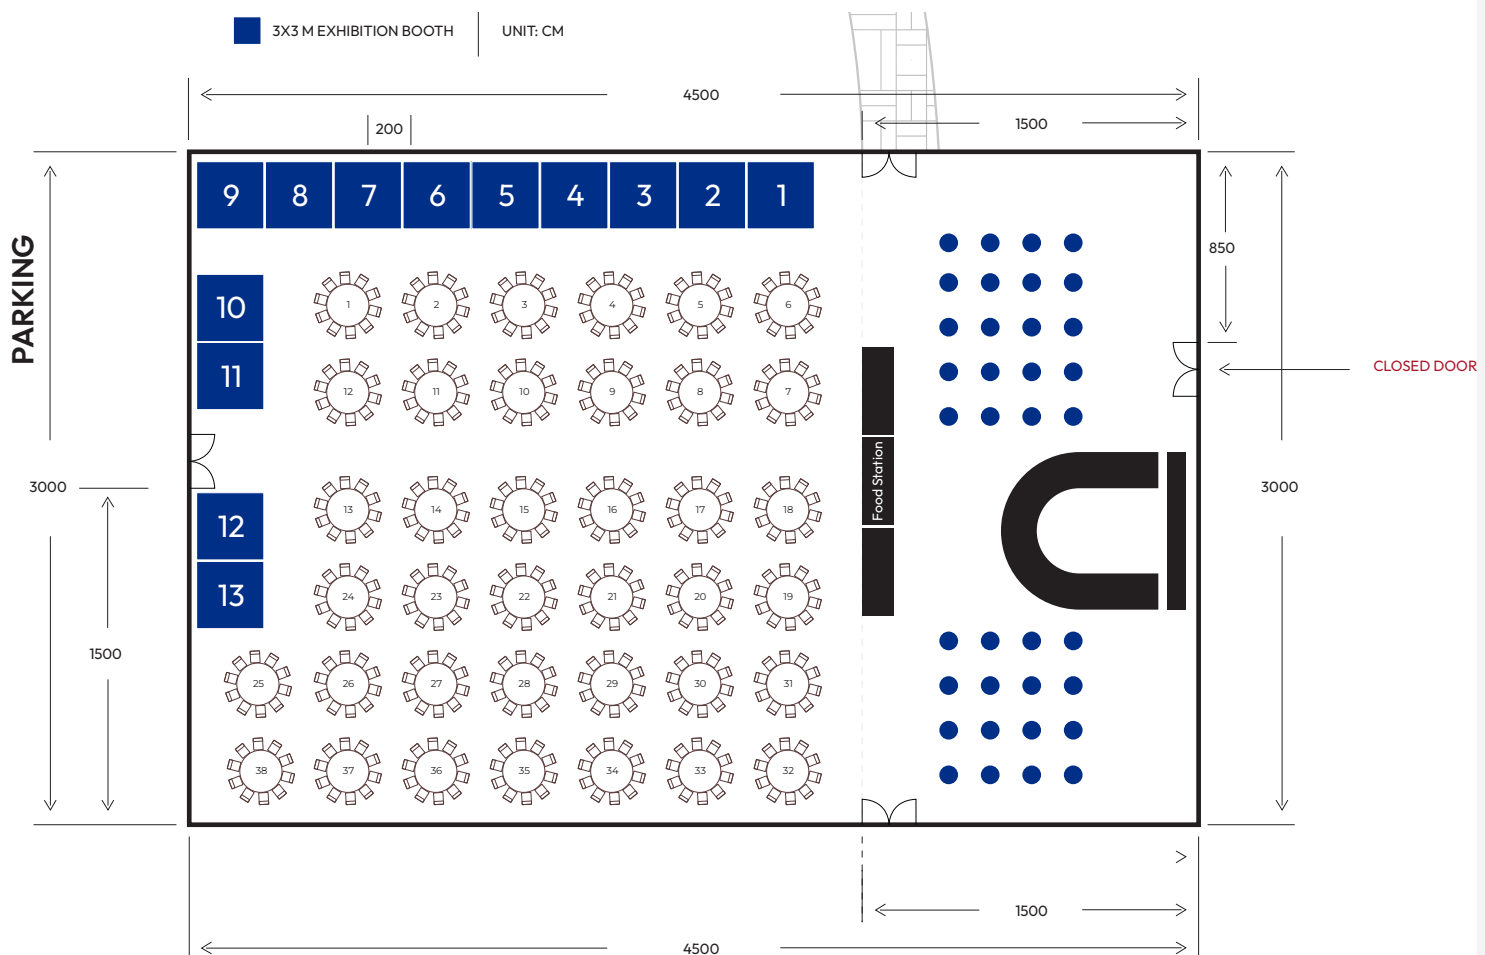 3X3 M EXHIBITION BOOTH
UNIT: CM
4500
200
1500
9 8 7 6 5 4 3 2 1
PARKING
850
10
1 2 3 4 5 6
11
12 11 10 9 8 7
CLOSED DOOR
Food Station
3000
3000
12
13 14 15 16 17 18
13
24 23 22 21 20 19
1500
25 26 27 28 29 30 31
38 37 36 35 34 33 32
1500
4500